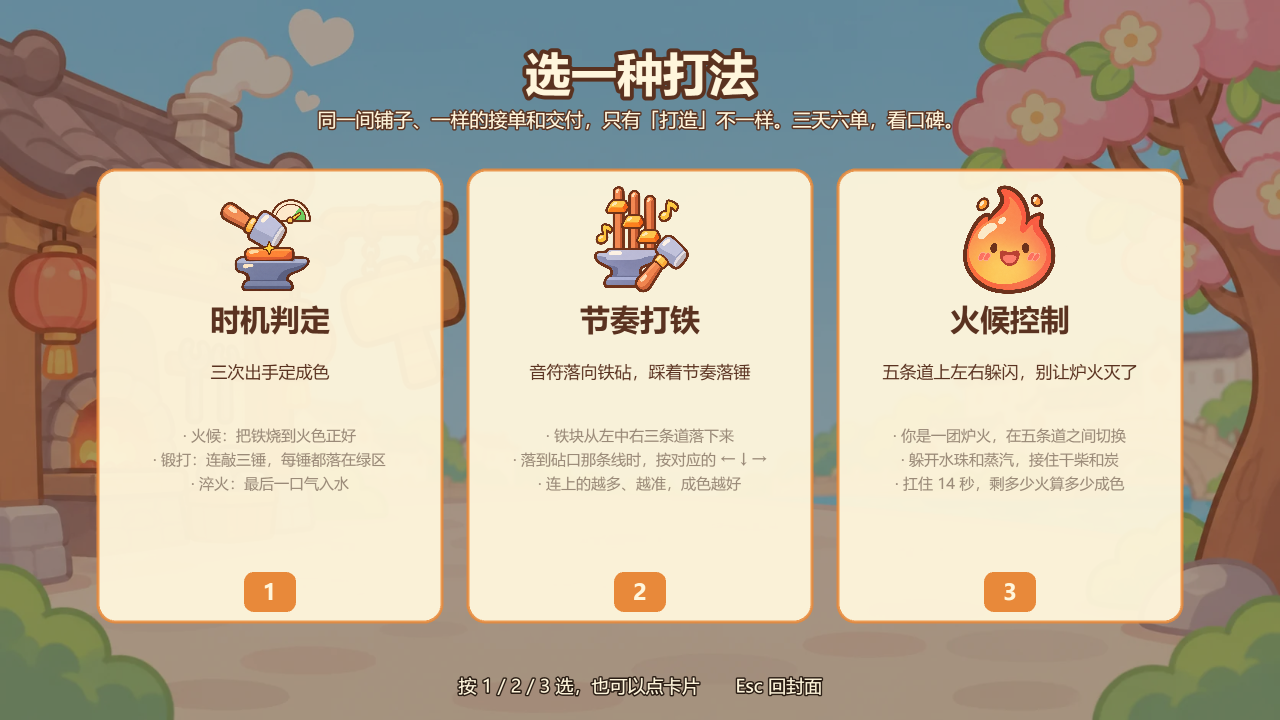 选一种打法
同一间铺子、一样的接单和交付，只有「打造」不一样。三天六单，看口碑。
时机判定
三次出手定成色
· 火候：把铁烧到火色正好
· 锻打：连敲三锤，每锤都落在绿区
· 淬火：最后一口气入水
1
节奏打铁
音符落向铁砧，踩着节奏落锤
· 铁块从左中右三条道落下来
· 落到砧口那条线时，按对应的 ←↓→
· 连上的越多、越准，成色越好
2
火候控制
五条道上左右躲闪，别让炉火灭了
· 你是一团炉火，在五条道之间切换
· 躲开水珠和蒸汽，接住干柴和炭
· 扛住 14 秒，剩多少火算多少成色
3
按 1 / 2 / 3 选，也可以点卡片  Esc 回封面